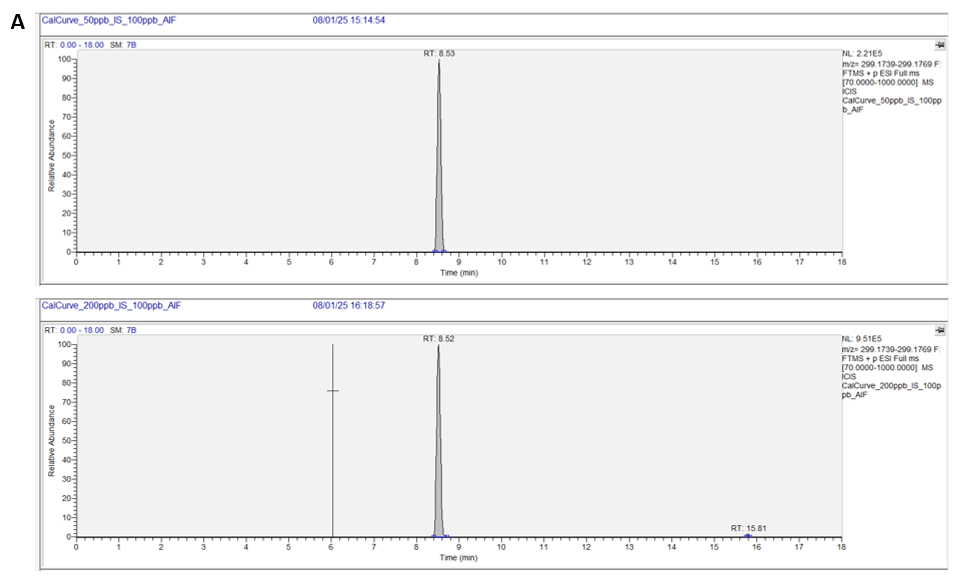 A
CalCurve_50ppb_IS_100ppb_AIF 08/01/25 15:14:54
RT: 0.00 - 18.00 SM: 7B
RT: 8.53
NL: 2.21E5
m/z= 299.1739-299.1769 F:
FTMS + p ESI Full ms
[70.0000-1000.0000] MS
ICIS
CalCurve_50ppb_IS_100pp
b_AIF
100
90
80
70
60
50
40
30
20
10
0
Relative Abundance
0 1 2 3 4 5 6 7 8 9 10 11 12 13 14 15 16 17 18
Time (min)
CalCurve_200ppb_IS_100ppb_AIF 08/01/25 16:18:57
RT: 0.00 - 18.00 SM: 7B
RT: 8.52
NL: 9.51E5
m/z= 299.1739-299.1769 F:
FTMS + p ESI Full ms
[70.0000-1000.0000] MS
ICIS
CalCurve_200ppb_IS_100p
pb_AIF
100
90
80
70
60
50
40
30
20
10
0
Relative Abundance
RT: 15.81
0 1 2 3 4 5 6 7 8 9 10 11 12 13 14 15 16 17 18
Time (min)